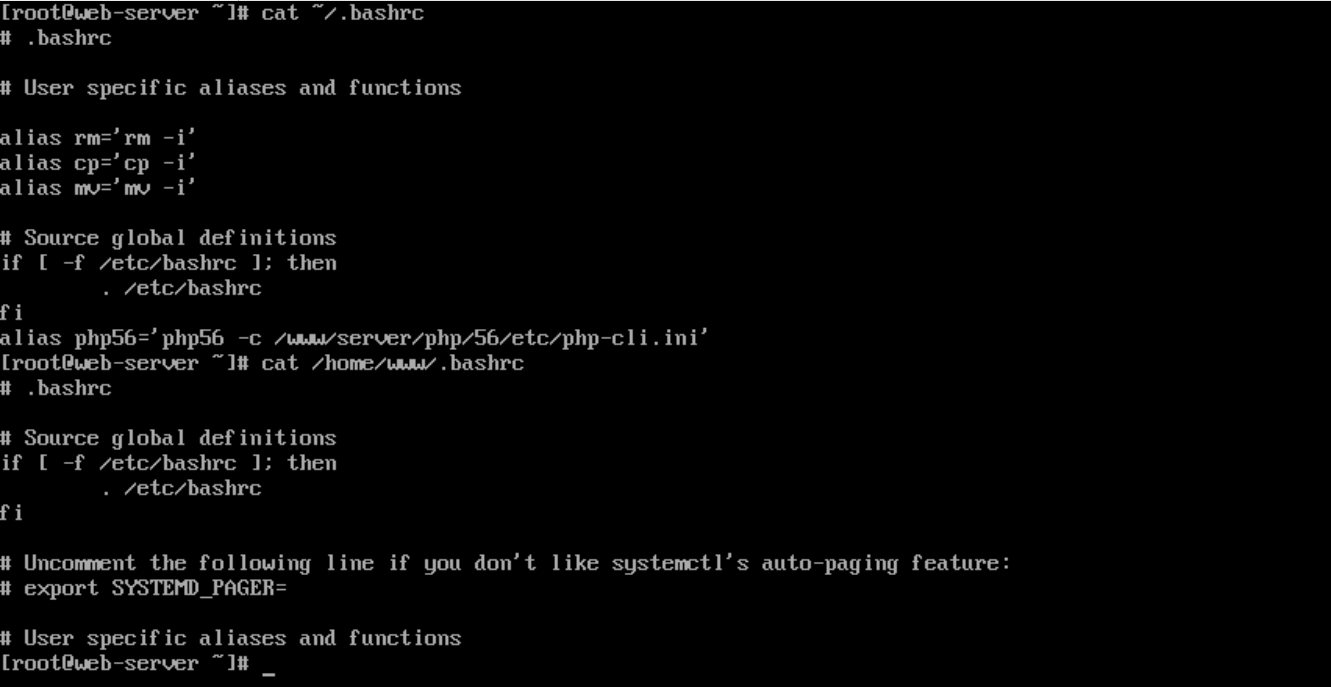 [root@web-server ~]# cat ~/.bashrc
# .bashrc
# User specific aliases and functions
alias rm='rm -i'
alias cp='cp -i'
alias mv='mv -i'
# Source global definitions
if [ -f /etc/bashrc ]; then
        . /etc/bashrc
fi
alias php56='php56 -c /www/server/php/56/etc/php-cli.ini'
[root@web-server ~]# cat /home/www/.bashrc
# .bashrc
# Source global definitions
if [ -f /etc/bashrc ]; then
        . /etc/bashrc
fi
# Uncomment the following line if you don't like systemctl's auto-paging feature:
# export SYSTEMD_PAGER=
# User specific aliases and functions
[root@web-server ~]# _